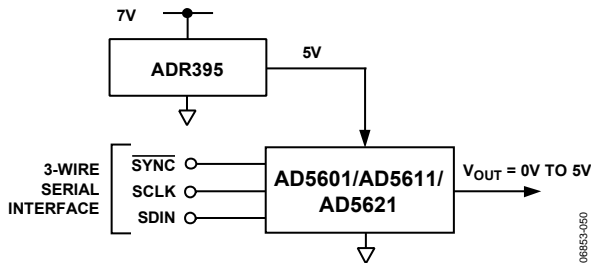 7V
ADR395
5V
3-WIRE
SERIAL
INTERFACE
SYNC
SCLK
SDIN
AD5601/AD5611/
AD5621
VOUT = 0V TO 5V
06853-050